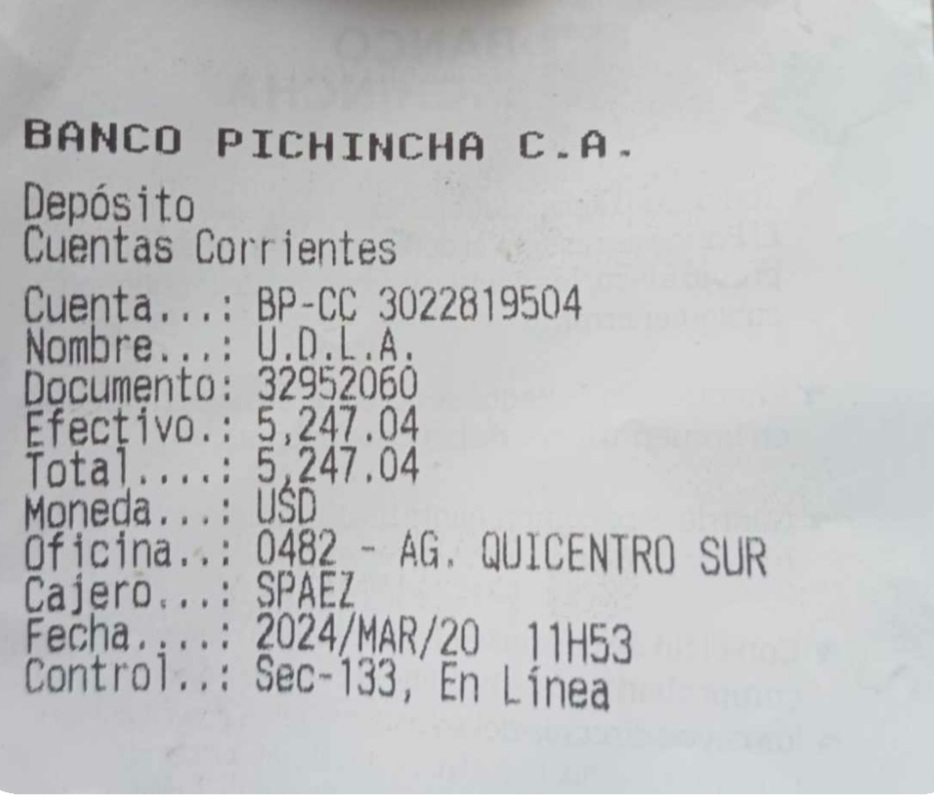 BANCO PICHINCHA C.A.
Depósito
Cuentas Corrientes
Cuenta...: BP-CC 3022819504
Nombre...: U.D.L.A.
Documento: 32952060
Efectivo.: 5,247.04
Total....: 5,247.04
Moneda...: USD
Oficina..: 0482 - AG. QUICENTRO SUR
Cajero...: SPAEZ
Fecha....: 2024/MAR/20 11H53
Control..: Sec-133, En Línea